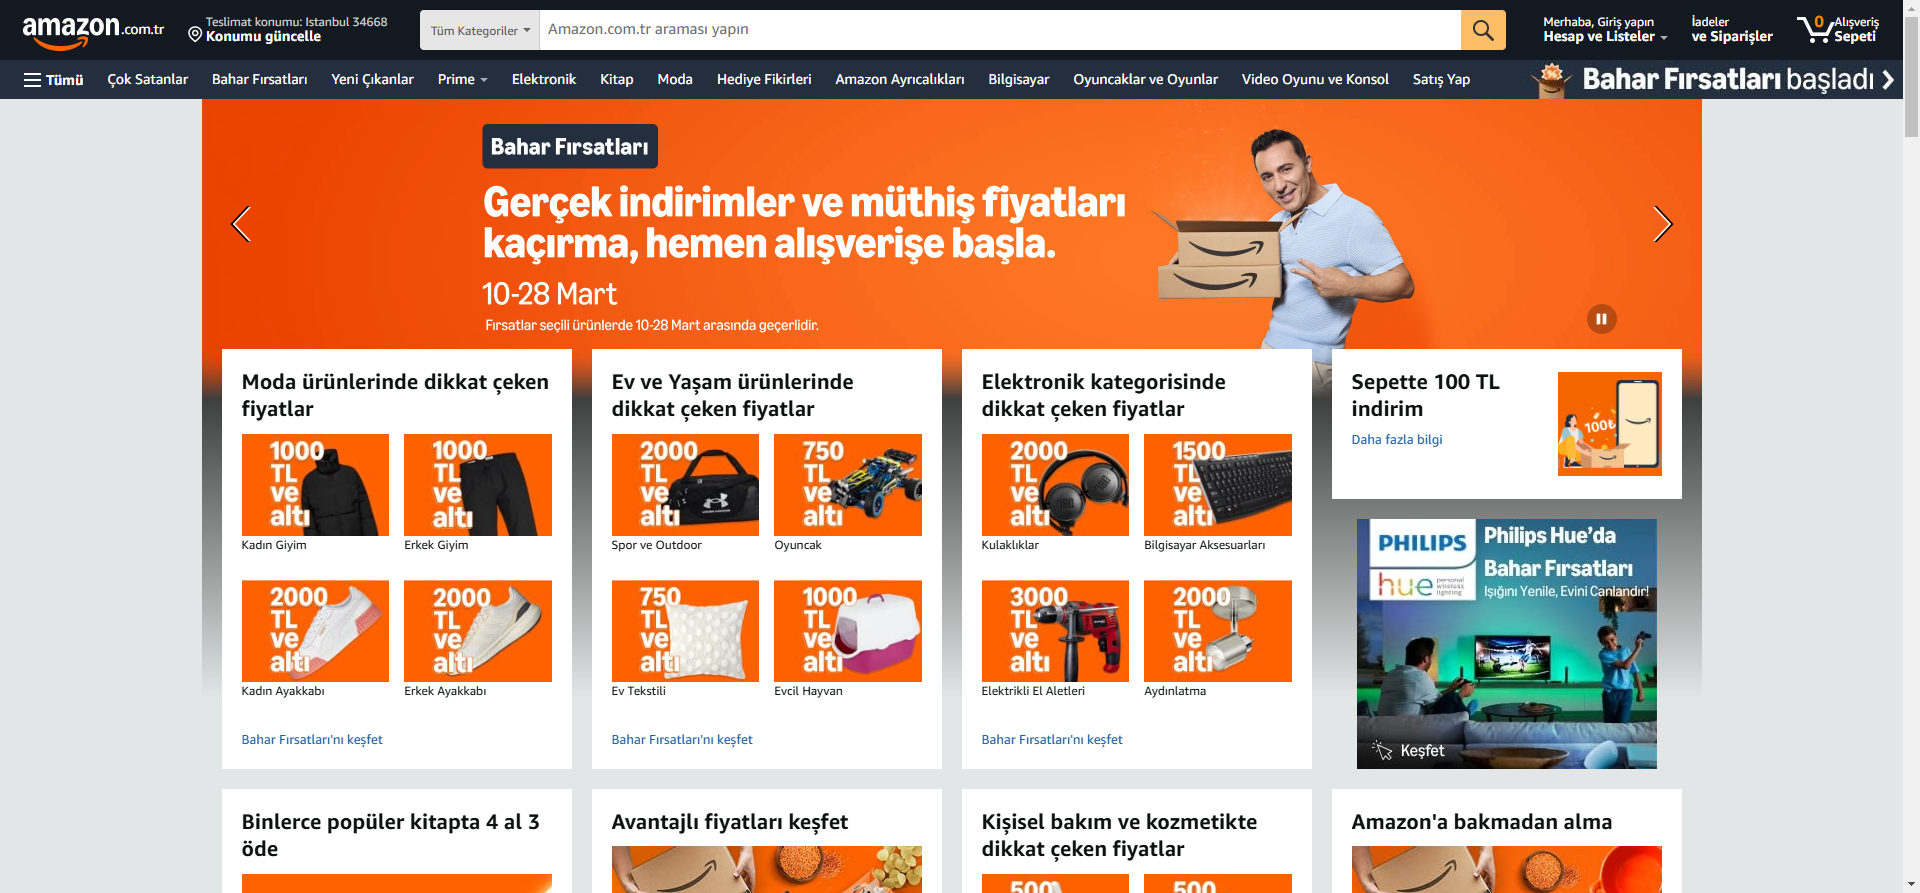 amazon.com.tr
Teslimat konumu: Istanbul 34668
Konumu güncelle
Tüm Kategoriler
Amazon.com.tr araması yapın
Merhaba, Giriş yapın
Hesap ve Listeler
İadeler
ve Siparişler
0
Alışveriş
Sepeti
Tümü
Çok Satanlar
Bahar Fırsatları
Yeni Çıkanlar
Prime
Elektronik
Kitap
Moda
Hediye Fikirleri
Amazon Ayrıcalıkları
Bilgisayar
Oyuncaklar ve Oyunlar
Video Oyunu ve Konsol
Satış Yap
Bahar Fırsatları başladı
Bahar Fırsatları
Gerçek indirimler ve müthiş fiyatları
kaçırma, hemen alışverişe başla.
10-28 Mart
Fırsatlar seçili ürünlerde 10-28 Mart arasında geçerlidir.
Moda ürünlerinde dikkat çeken
fiyatlar
1000
TL
ve
altı
Kadın Giyim
1000
TL
ve
altı
Erkek Giyim
2000
TL
ve
altı
Kadın Ayakkabı
2000
TL
ve
altı
Erkek Ayakkabı
Bahar Fırsatları'nı keşfet
Ev ve Yaşam ürünlerinde
dikkat çeken fiyatlar
2000
TL
ve
altı
UNDER ARMOUR
Spor ve Outdoor
750
TL
ve
altı
Oyuncak
750
TL
ve
altı
Ev Tekstili
1000
TL
ve
altı
Evcil Hayvan
Bahar Fırsatları'nı keşfet
Elektronik kategorisinde
dikkat çeken fiyatlar
2000
TL
ve
altı
JBL
Kulaklıklar
1500
TL
ve
altı
Bilgisayar Aksesuarları
3000
TL
ve
altı
Elektrikli El Aletleri
2000
TL
ve
altı
Aydınlatma
Bahar Fırsatları'nı keşfet
Sepette 100 TL
indirim
Daha fazla bilgi
100₺
PHILIPS
hue personal
wireless
lighting
Philips Hue'da
Bahar Fırsatları
Işığını Yenile, Evini Canlandır!
Keşfet
Binlerce popüler kitapta 4 al 3
öde
Avantajlı fiyatları keşfet
Kişisel bakım ve kozmetikte
dikkat çeken fiyatlar
500
500
Amazon'a bakmadan alma